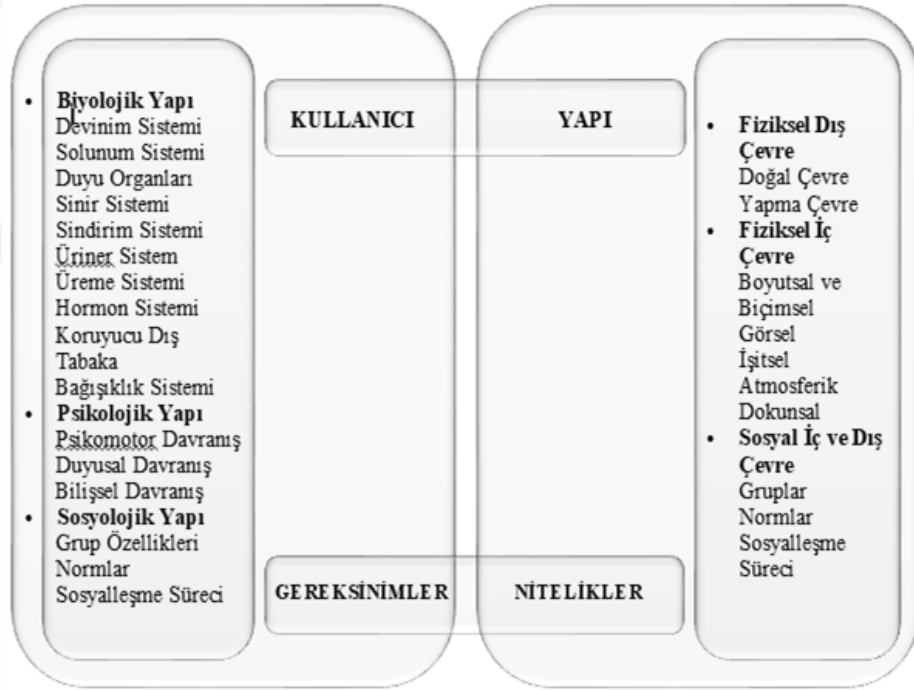 • Biyolojik Yapı
Devinim Sistemi
Solunum Sistemi
Duyu Organları
Sinir Sistemi
Sindirim Sistemi
Üriner Sistem
Üreme Sistemi
Hormon Sistemi
Koruyucu Dış
Tabaka
Bağışıklık Sistemi
• Psikolojik Yapı
Psikomotor Davranış
Duyusal Davranış
Bilişsel Davranış
• Sosyolojik Yapı
Grup Özellikleri
Normlar
Sosyalleşme Süreci
KULLANICI
YAPI
GEREKSİNİMLER
NİTELİKLER
• Fiziksel Dış
Çevre
Doğal Çevre
Yapma Çevre
• Fiziksel İç
Çevre
Boyutsal ve
Biçimsel
Görsel
İşitsel
Atmosferik
Dokunsal
• Sosyal İç ve Dış
Çevre
Gruplar
Normlar
Sosyalleşme
Süreci